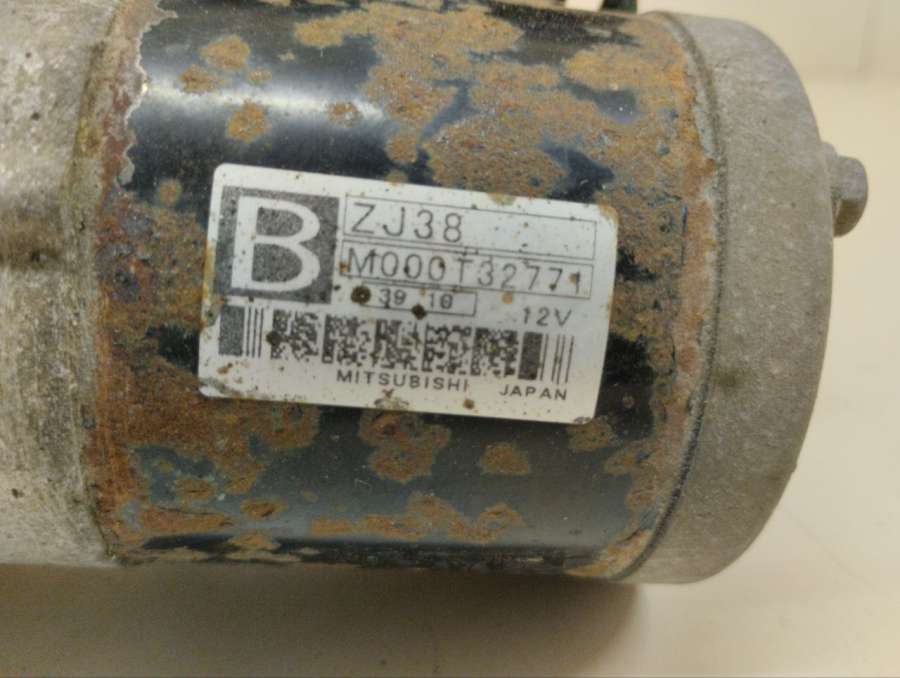 B
ZJ38
M000T32771
39 10
12V
MITSUBISHI JAPAN